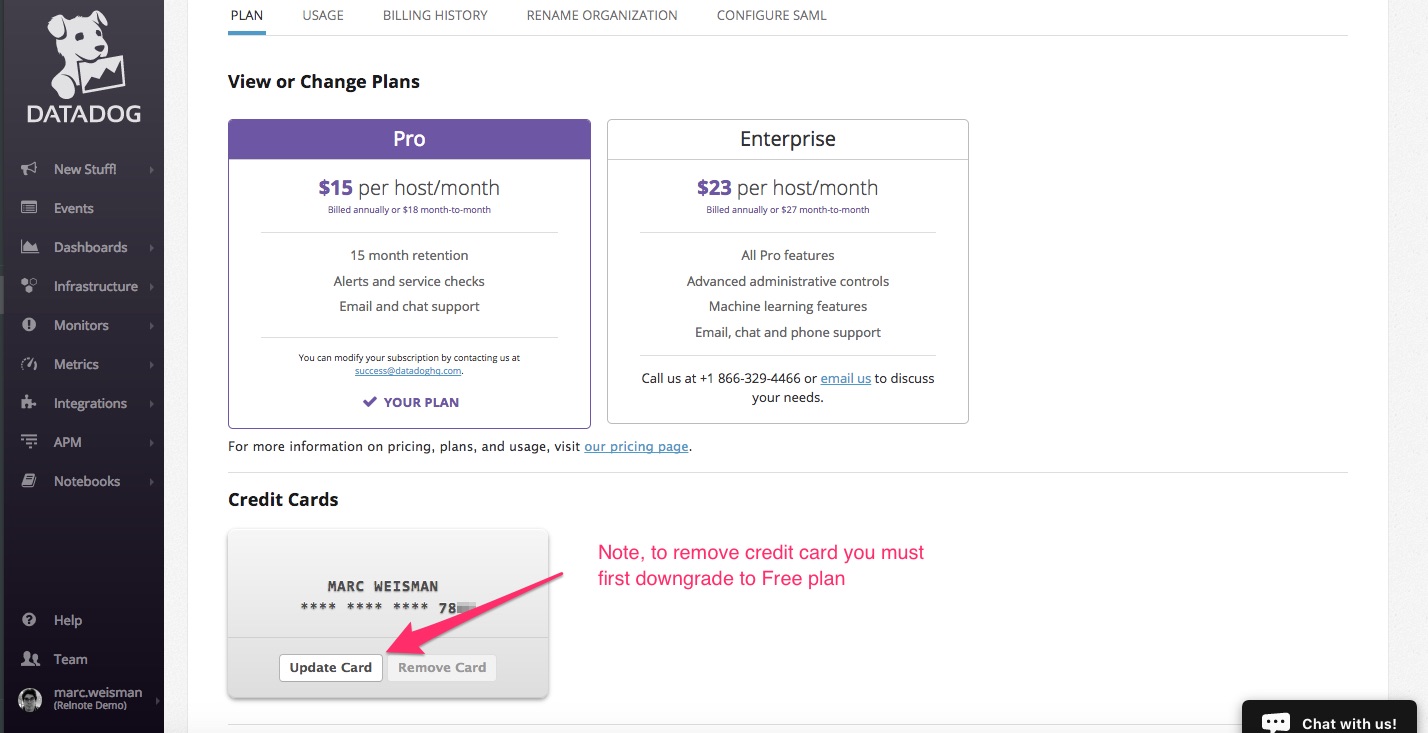 DATADOG
New Stuff!
Events
Dashboards
Infrastructure
Monitors
Metrics
Integrations
APM
Notebooks
Help
Team
marc.weisman
(Relnote Demo)
PLAN USAGE BILLING HISTORY RENAME ORGANIZATION CONFIGURE SAML
View or Change Plans
Pro
$15 per host/month
Billed annually or $18 month-to-month
15 month retention
Alerts and service checks
Email and chat support
You can modify your subscription by contacting us at
success@datadoghq.com.
YOUR PLAN
Enterprise
$23 per host/month
Billed annually or $27 month-to-month
All Pro features
Advanced administrative controls
Machine learning features
Email, chat and phone support
Call us at +1 866-329-4466 or email us to discuss
your needs.
For more information on pricing, plans, and usage, visit our pricing page.
Credit Cards
MARC WEISMAN
**** **** **** 78
Update Card Remove Card
Note, to remove credit card you must
first downgrade to Free plan
Chat with us!